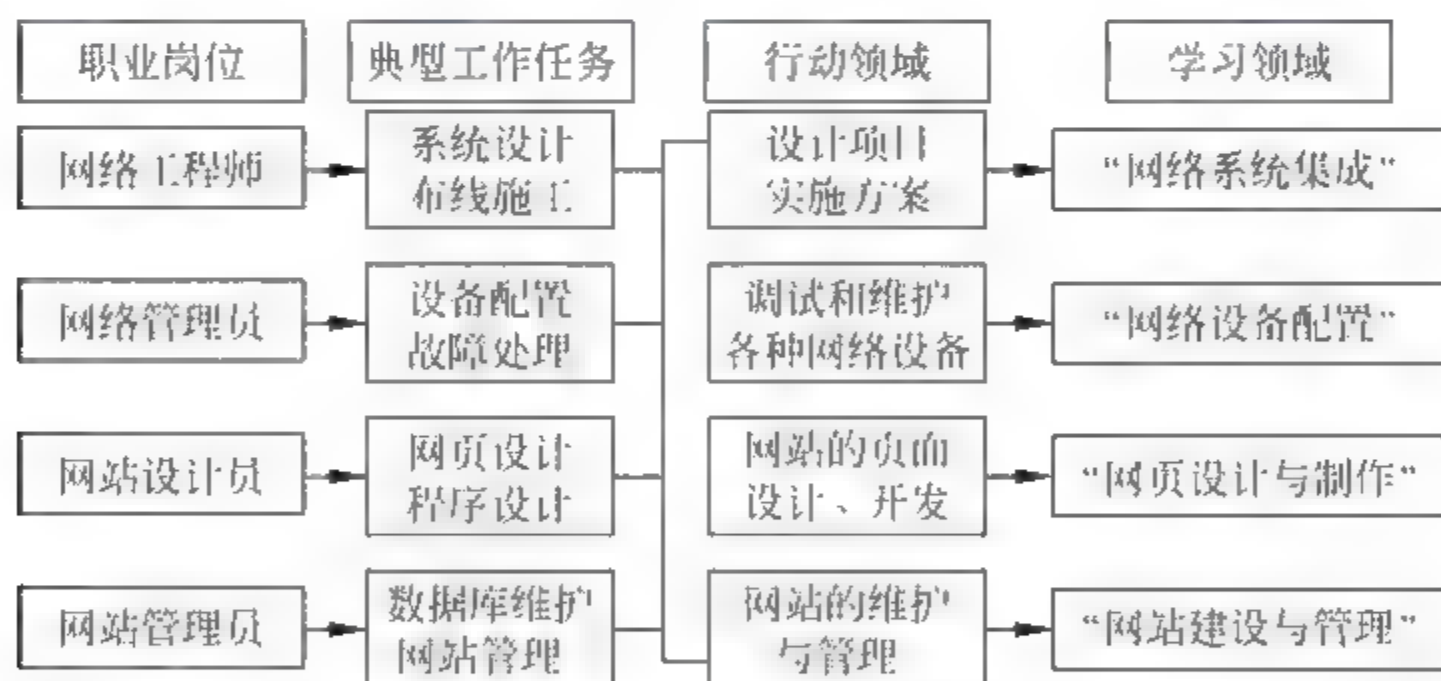 职业岗位
典型工作任务
行动领域
学习领域
网络工程师
系统设计
布线施工
设计项目
实施方案
“网络系统集成”
网络管理员
设备配置
故障处理
调试和维护
各种网络设备
“网络设备配置”
网站设计员
网页设计
程序设计
网站的页面
设计、开发
“网页设计与制作”
网站管理员
数据库维护
网站管理
网站的维护
与管理
“网站建设与管理”